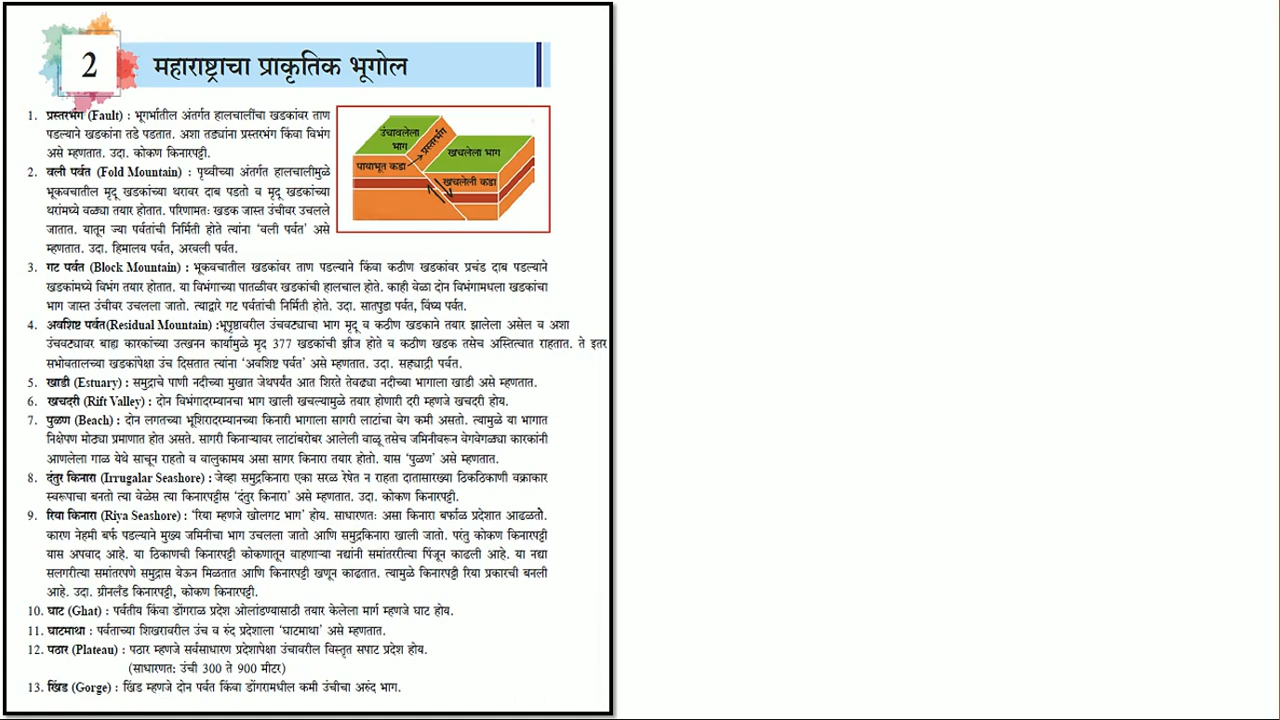 2
महाराष्ट्राचा प्राकृतिक भूगोल
1. प्रस्तरभंग (Fault) : भूगर्भातील अंतर्गत हालचालींचा खडकांवर ताण
पडल्याने खडकांना तडे पडतात. अशा तड्यांना प्रस्तरभंग किंवा विभंग
असे म्हणतात. उदा. कोकण किनारपट्टी.
उंचावलेला
भाग
प्रस्तरभंग
खचलेला भाग
पायाभूत कडा
खचलेली कडा
2. वली पर्वत (Fold Mountain) : पृथ्वीच्या अंतर्गत हालचालीमुळे
भूकवचातील मृदू खडकांच्या थरावर दाब पडतो व मृदू खडकांच्या
थरांमध्ये वळ्या तयार होतात. परिणामतः खडक जास्त उंचीवर उचलले
जातात. यातून ज्या पर्वतांची निर्मिती होते त्यांना ‘वली पर्वत’ असे
म्हणतात. उदा. हिमालय पर्वत, अरवली पर्वत.
3. गट पर्वत (Block Mountain) : भूकवचातील खडकांवर ताण पडल्याने किंवा कठीण खडकांवर प्रचंड दाब पडल्याने
खडकांमध्ये विभंग तयार होतात. या विभंगाच्या पातळीवर खडकांची हालचाल होते. काही वेळा दोन विभंगामधला खडकांचा
भाग जास्त उंचीवर उचलला जातो. त्याद्वारे गट पर्वतांची निर्मिती होते. उदा. सातपुडा पर्वत, विंध्य पर्वत.
4. अवशिष्ट पर्वत(Residual Mountain) :भूपृष्ठावरील उंचवट्याचा भाग मृदू व कठीण खडकाने तयार झालेला असेल व अशा
उंचवट्यावर बाह्य कारकांच्या उत्खनन कार्यामुळे मृद 377 खडकांची झीज होते व कठीण खडक तसेच अस्तित्वात राहतात. ते इतर
सभोवतालच्या खडकांपेक्षा उंच दिसतात त्यांना ‘अवशिष्ट पर्वत’ असे म्हणतात. उदा. सह्याद्री पर्वत.
5. खाडी (Estuary) : समुद्राचे पाणी नदीच्या मुखात जेथपर्यंत आत शिरते तेवढ्या नदीच्या भागाला खाडी असे म्हणतात.
6. खचदरी (Rift Valley) : दोन विभंगादरम्यानचा भाग खाली खचल्यामुळे तयार होणारी दरी म्हणजे खचदरी होय.
7. पुळण (Beach) : दोन लगतच्या भूशिरादरम्यानच्या किनारी भागाला सागरी लाटांचा वेग कमी असतो. त्यामुळे या भागात
निक्षेपण मोठ्या प्रमाणात होत असते. सागरी किनाऱ्यावर लाटांबरोबर आलेली वाळू तसेच जमिनीवरून वेगवेगळ्या कारकांनी
आणलेला गाळ येथे साचून राहतो व वालुकामय असा सागर किनारा तयार होतो. यास ‘पुळण’ असे म्हणतात.
8. दंतुर किनारा (Irrugalar Seashore) : जेव्हा समुद्रकिनारा एका सरळ रेषेत न राहता दातासारख्या ठिकठिकाणी वक्राकार
स्वरूपाचा बनतो त्या वेळेस त्या किनारपट्टीस ‘दंतुर किनारा’ असे म्हणतात. उदा. कोकण किनारपट्टी.
9. रिया किनारा (Riya Seashore) : ‘रिया म्हणजे खोलगट भाग’ होय. साधारणतः असा किनारा बर्फाळ प्रदेशात आढळतो.
कारण नेहमी बर्फ पडल्याने मुख्य जमिनीचा भाग उचलला जातो आणि समुद्रकिनारा खाली जातो. परंतु कोकण किनारपट्टी
यास अपवाद आहे. या ठिकाणची किनारपट्टी कोकणातून वाहणाऱ्या नद्यांनी समांतररीत्या पिंजून काढली आहे. या नद्या
सलगरीत्या समांतरपणे समुद्रास येऊन मिळतात आणि किनारपट्टी खणून काढतात. त्यामुळे किनारपट्टी रिया प्रकारची बनली
आहे. उदा. ग्रीनलँड किनारपट्टी, कोकण किनारपट्टी.
10. घाट (Ghat) : पर्वतीय किंवा डोंगराळ प्रदेश ओलांडण्यासाठी तयार केलेला मार्ग म्हणजे घाट होय.
11. घाटमाथा : पर्वताच्या शिखरावरील उंच व रुंद प्रदेशाला ‘घाटमाथा’ असे म्हणतात.
12. पठार (Plateau) : पठार म्हणजे सर्वसाधारण प्रदेशापेक्षा उंचावरील विस्तृत सपाट प्रदेश होय.
(साधारणतः उंची 300 ते 900 मीटर)
13. खिंड (Gorge) : खिंड म्हणजे दोन पर्वत किंवा डोंगरामधील कमी उंचीचा अरुंद भाग.